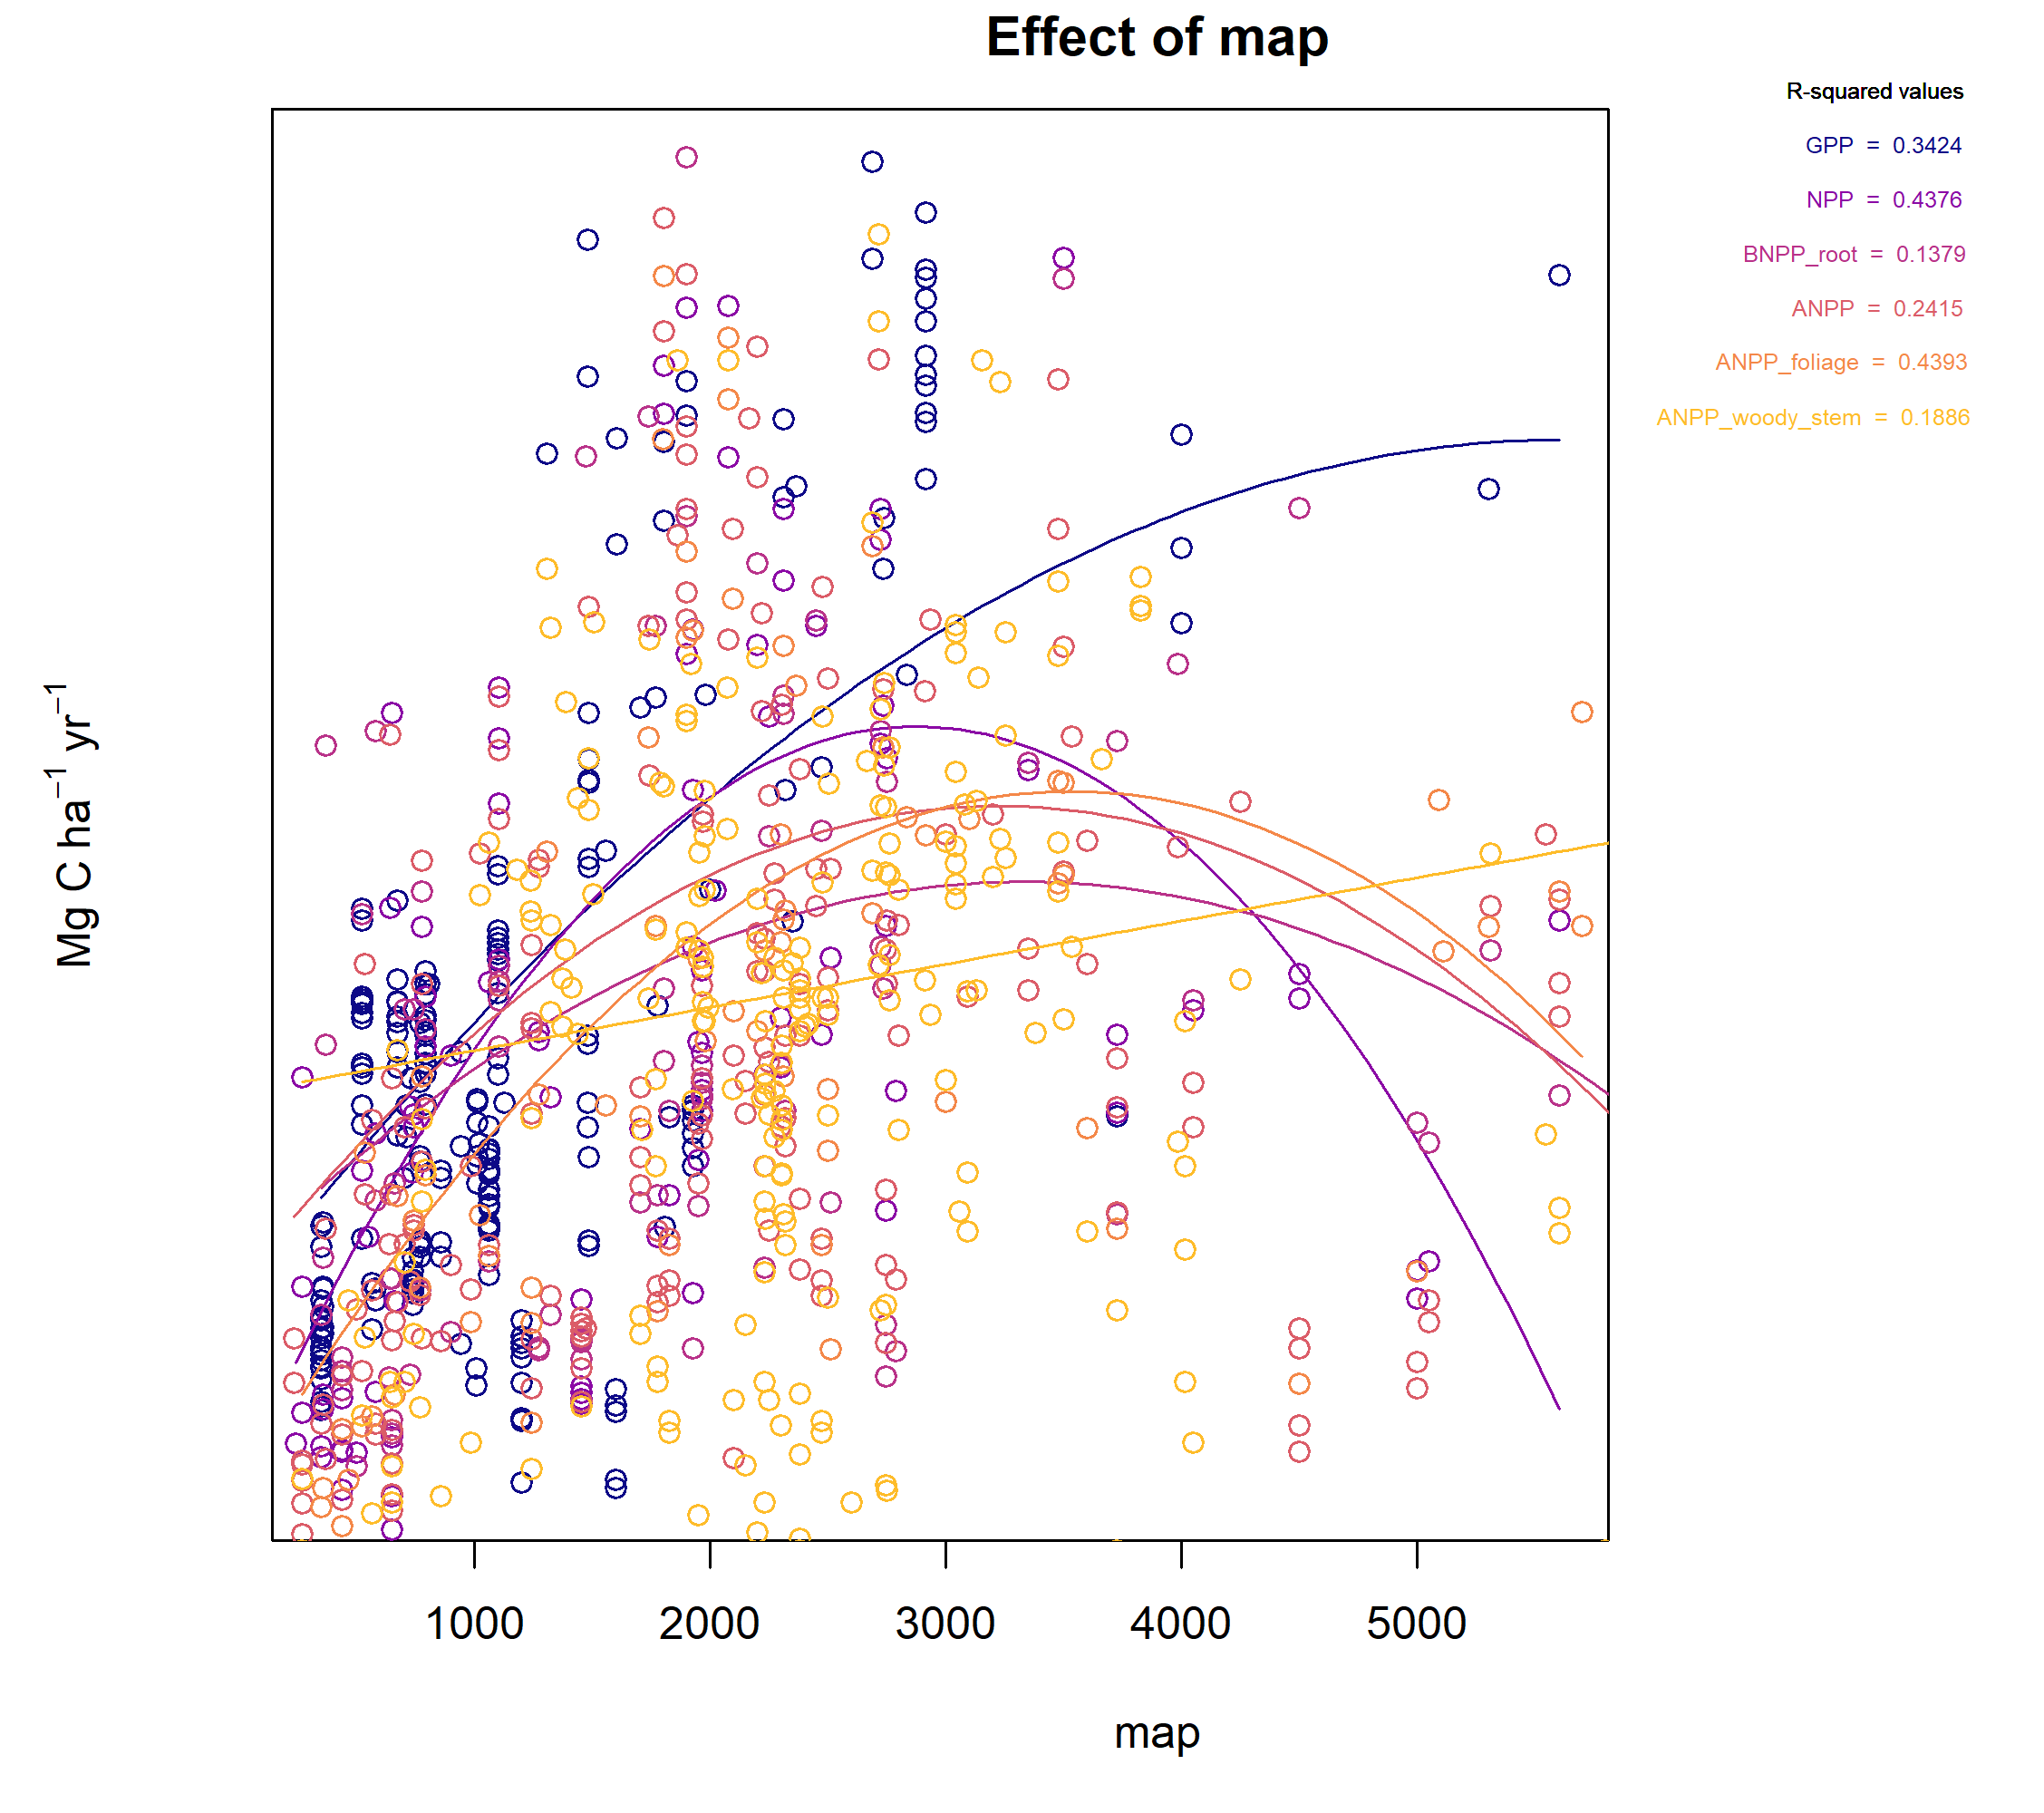 Effect of map
R-squared values
GPP = 0.3424
NPP = 0.4376
BNPP_root = 0.1379
ANPP = 0.2415
ANPP_foliage = 0.4393
ANPP_woody_stem = 0.1886
Mg C ha⁻¹ yr⁻¹
1000 2000 3000 4000 5000
map